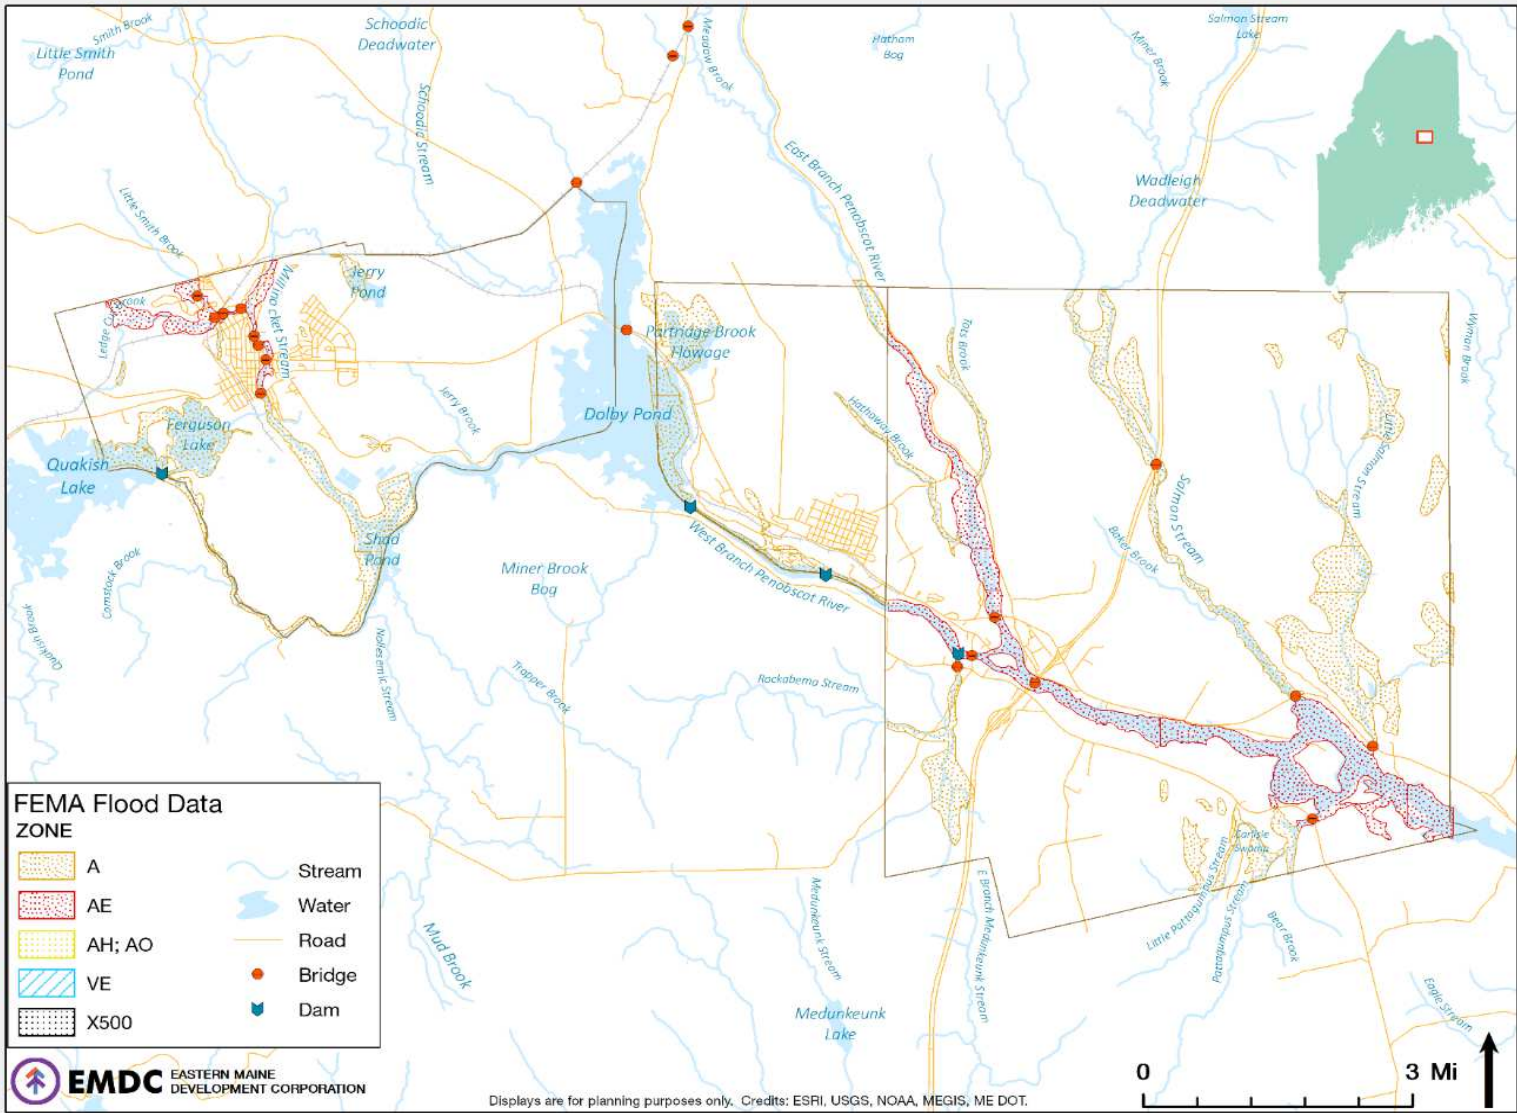 Smith Brook
Little Smith
Pond
Schoodic
Deadwater
Schoodic Stream
Meadow Brook
Hatham
Bog
Miner Brook
Salmon Stream
Lake
East Branch Penobscot River
Wadleigh
Deadwater
Little Smith Brook
Millinocket Stream
Jerry
Pond
Partridge Brook
Flowage
Tots Brook
Wyman Brook
Jerry Brook
Dolby Pond
Hathaway Brook
Ferguson
Lake
Quakish
Lake
Little Salmon Stream
Salmon Stream
Baker Brook
Shad
Pond
Miner Brook
Bog
West Branch Penobscot River
Comstock Brook
Quakish Brook
Nollesemic Stream
Trapper Brook
Rockabema Stream
Carlisle
Swamp
Little Pattagumpus Stream
Pattagumpus Stream
Bear Brook
Mud Brook
Medunkeunk Stream
E Branch Medunkeunk Stream
Medunkeunk
Lake
Eagle Stream
FEMA Flood Data
ZONE
A
AE
AH; AO
VE
X500
Stream
Water
Road
Bridge
Dam
EMDC EASTERN MAINE
DEVELOPMENT CORPORATION
Displays are for planning purposes only. Credits: ESRI, USGS, NOAA, MEGIS, ME DOT.
0 3 Mi